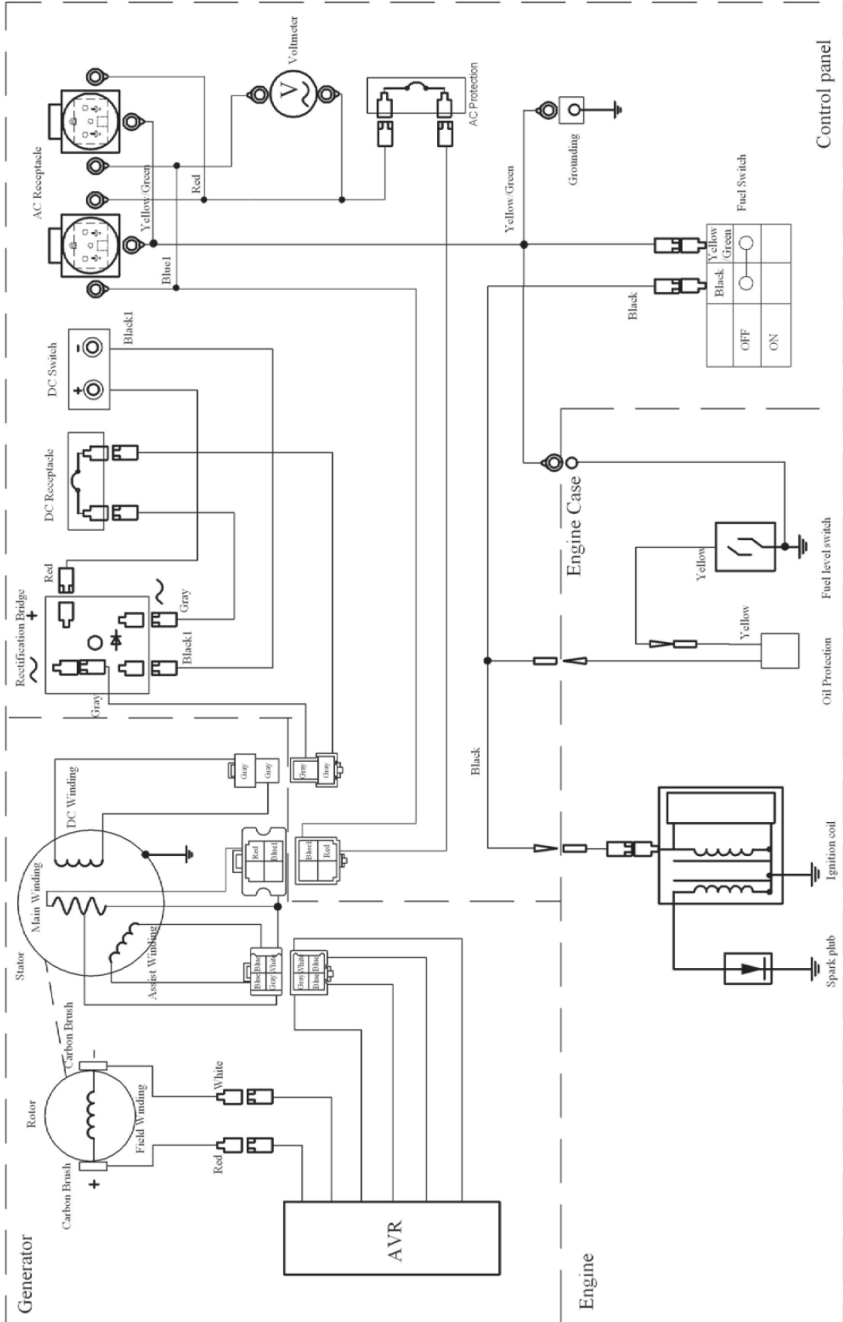 Generator
Stator
Rotor
Carbon Brush
Carbon Brush
+
-
Field Winding
Red
White
Main Winding
Assist Winding
DC Winding
AVR
Blue
Blue
Gray
White
Gray
White
Blue
Blue
Red
Blue1
Blue1
Red
Gray
Gray
Gray
Gray
Rectification Bridge
+
Red
Gray
Black1
Gray
DC Receptacle
DC Switch
+
-
Black1
AC Receptacle
Blue1
Yellow/Green
Red
Voltmeter
V
AC Protection
Black
Yellow/Green
Grounding
Black
Black
Yellow
/Green
OFF
ON
Fuel Switch
Control panel
Engine
Engine Case
Yellow
Yellow
Spark plub
Ignition coil
Oil Protection
Fuel level switch